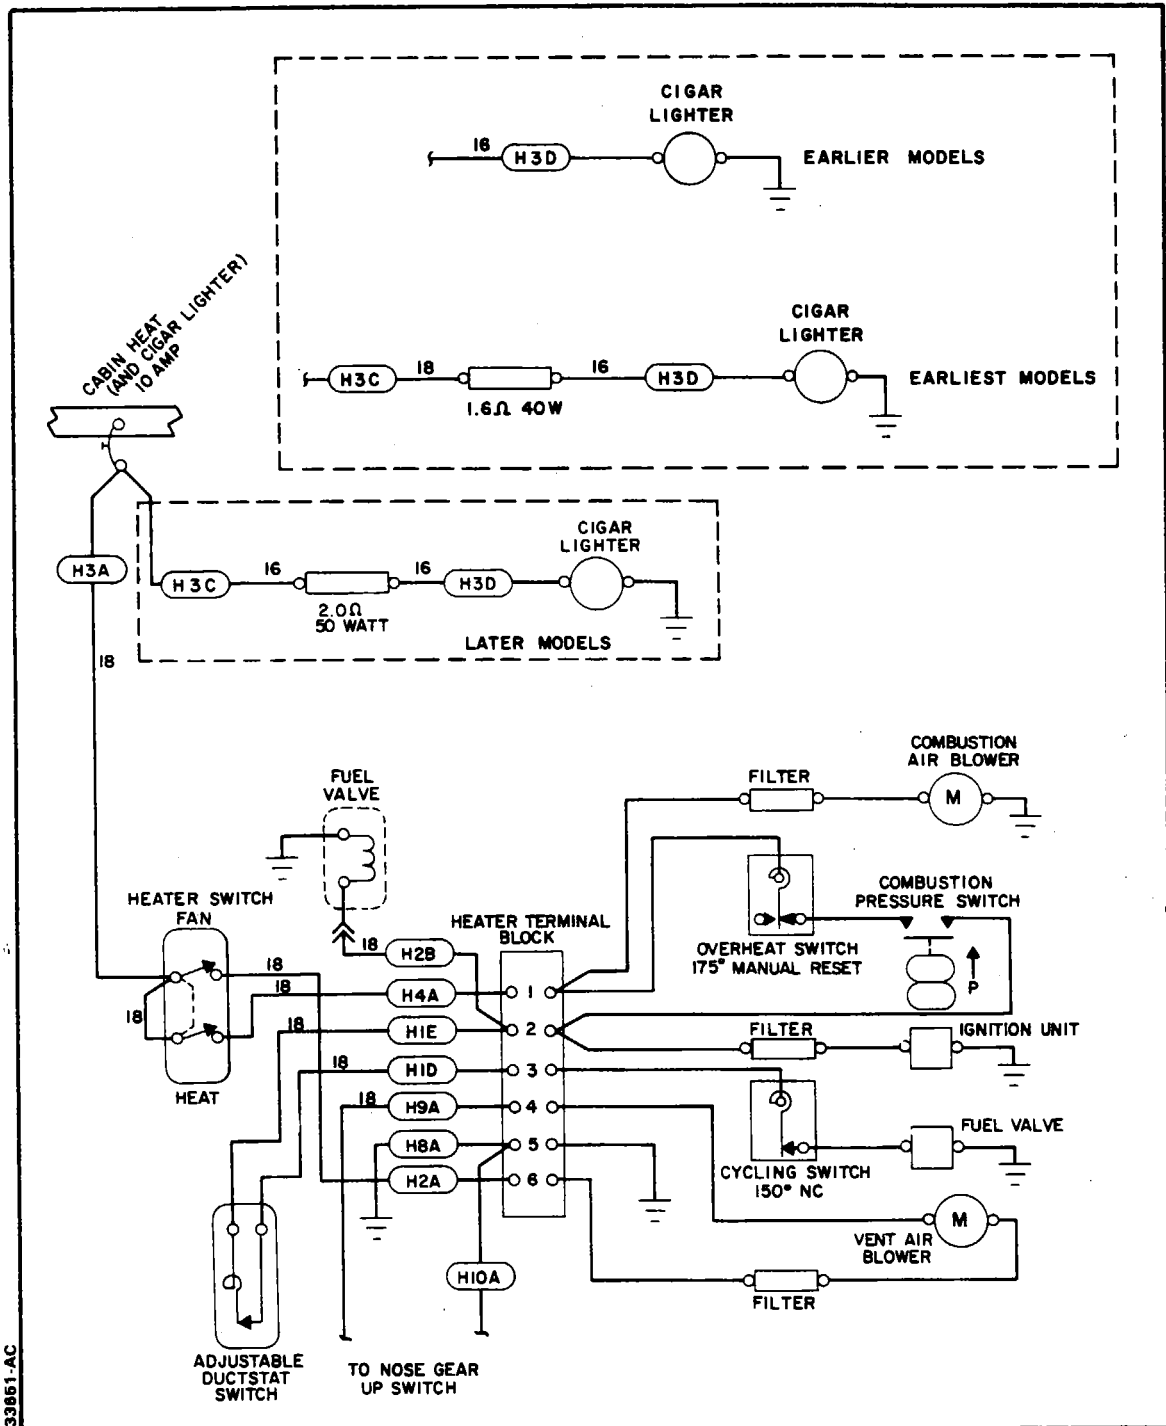 CIGAR
LIGHTER
16
H3D
EARLIER MODELS
CIGAR
LIGHTER
H3C
18
1.6Ω 40W
16
H3D
EARLIEST MODELS
CABIN HEAT
(AND CIGAR LIGHTER)
10 AMP
H3A
18
CIGAR
LIGHTER
H3C
16
2.0Ω
50 WATT
16
H3D
LATER MODELS
COMBUSTION
AIR BLOWER
FILTER
M
FUEL
VALVE
18
H2B
HEATER SWITCH
FAN
18
18
18
HEAT
HEATER TERMINAL
BLOCK
OVERHEAT SWITCH
175° MANUAL RESET
COMBUSTION
PRESSURE SWITCH
P
H4A
1
18
H1E
2
FILTER
IGNITION UNIT
18
H1D
3
18
H9A
4
H8A
5
H2A
6
FUEL VALVE
CYCLING SWITCH
150° NC
M
VENT AIR
BLOWER
FILTER
H10A
ADJUSTABLE
DUCTSTAT
SWITCH
TO NOSE GEAR
UP SWITCH
33651-AC